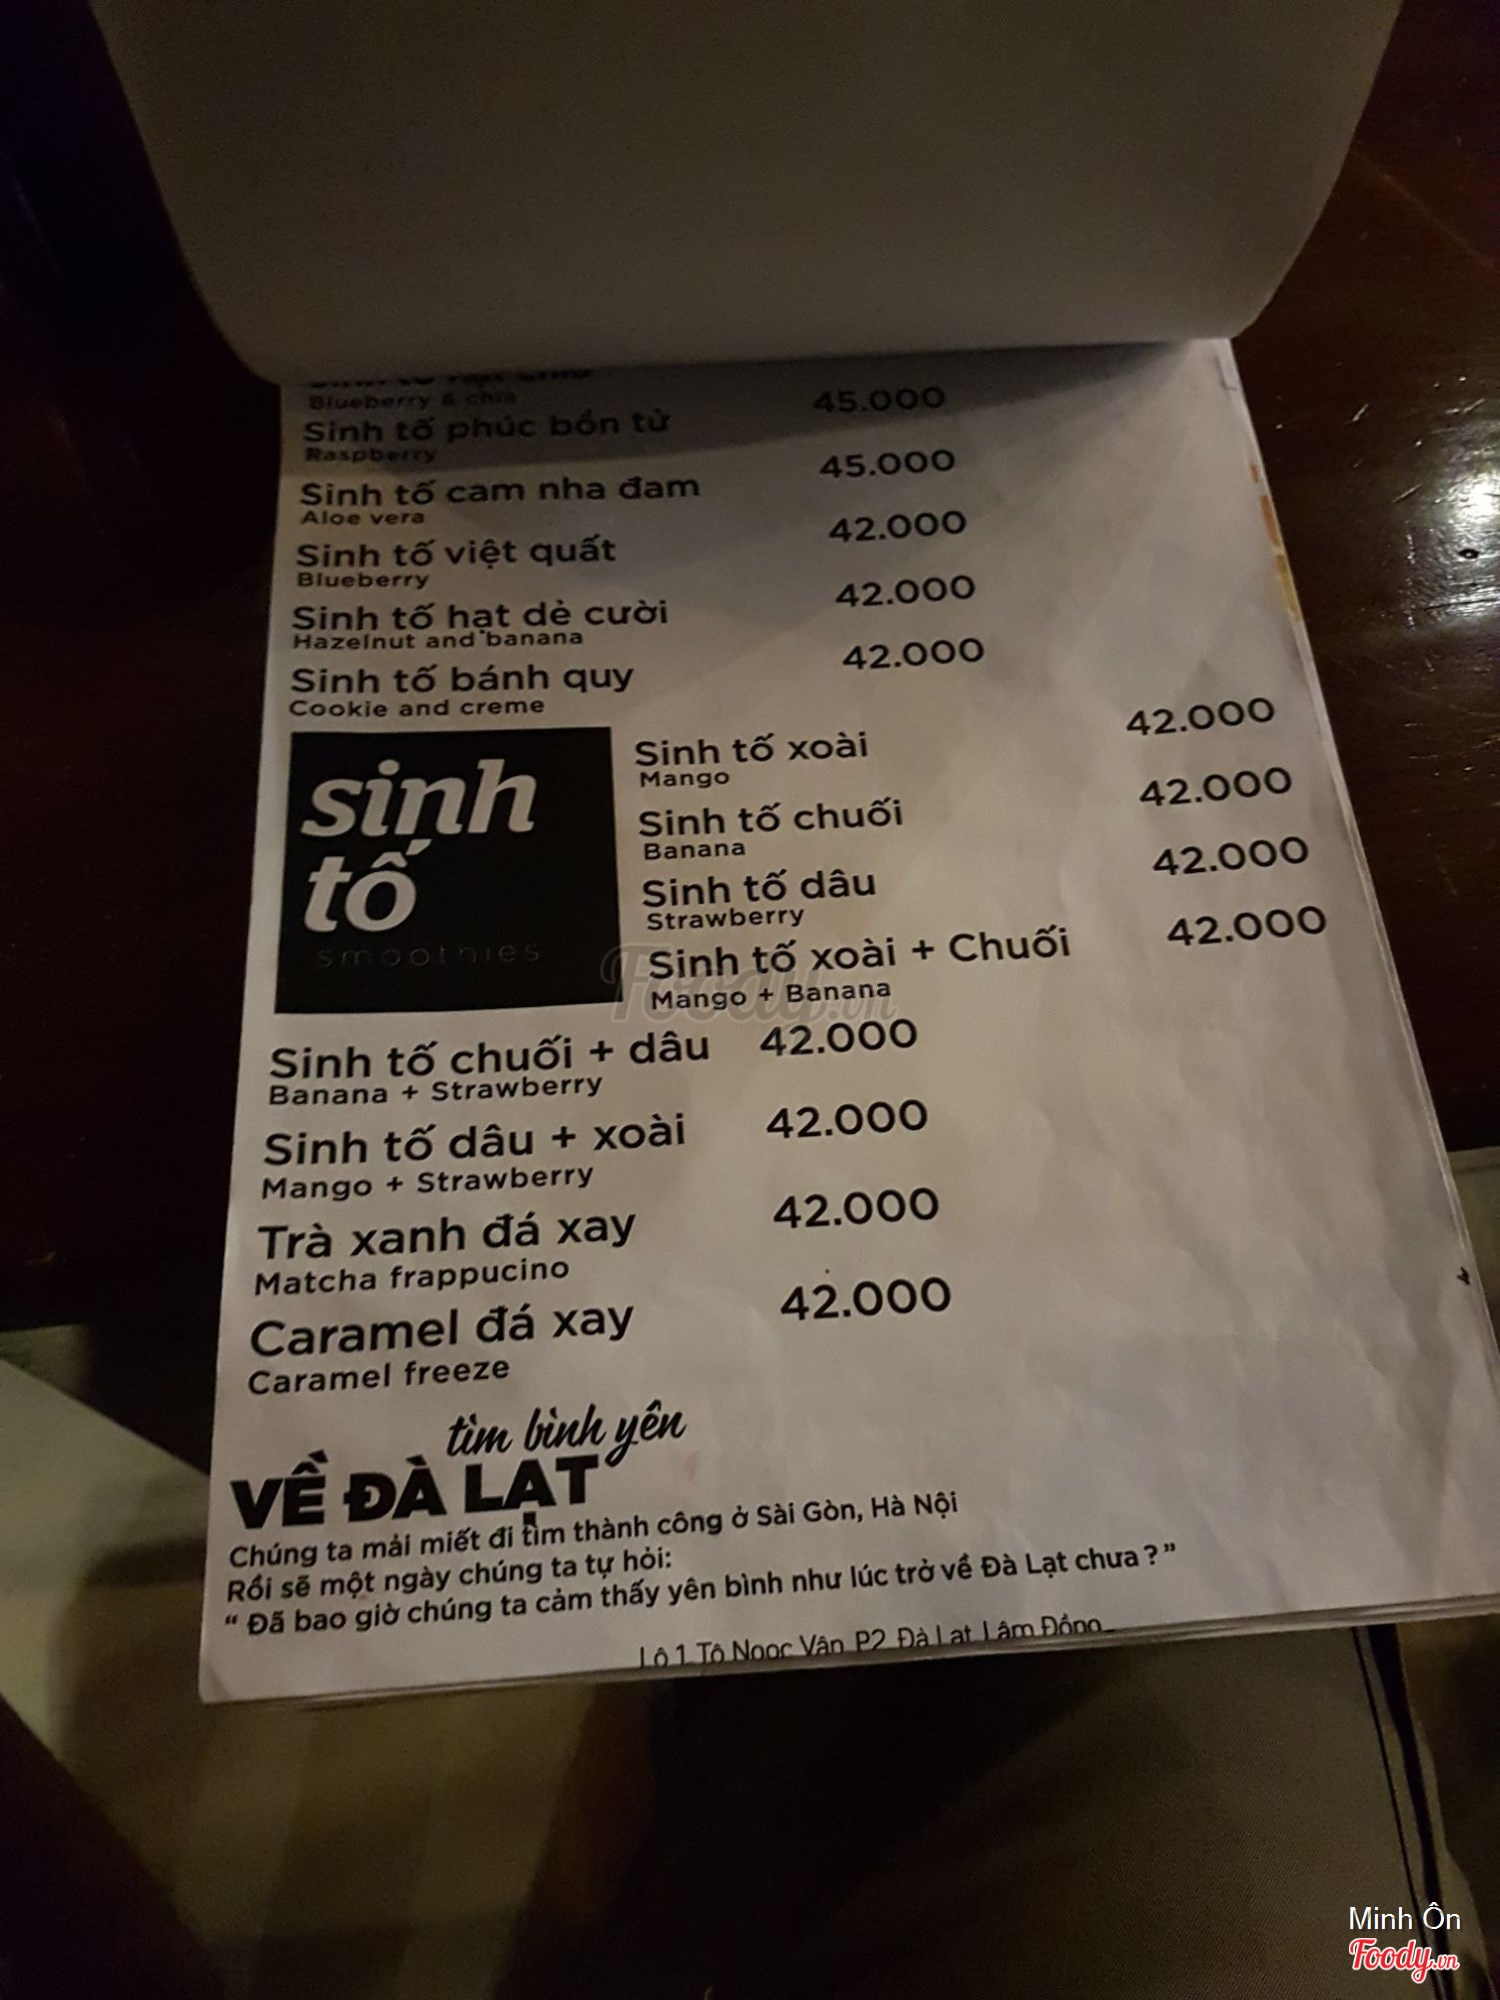 Blueberry & chia
Sinh tố phúc bồn tử 45.000
Raspberry
Sinh tố cam nha đam 45.000
Aloe vera
Sinh tố việt quất 42.000
Blueberry
Sinh tố hạt dẻ cười 42.000
Hazelnut and banana
Sinh tố bánh quy 42.000
Cookie and creme
sinh
tố
smoothies
Sinh tố xoài 42.000
Mango
Sinh tố chuối 42.000
Banana
Sinh tố dâu 42.000
Strawberry
Sinh tố xoài + Chuối 42.000
Mango + Banana
Sinh tố chuối + dâu 42.000
Banana + Strawberry
Sinh tố dâu + xoài 42.000
Mango + Strawberry
Trà xanh đá xay 42.000
Matcha frappucino
Caramel đá xay 42.000
Caramel freeze
tìm bình yên
VỀ ĐÀ LẠT
Chúng ta mải miết đi tìm thành công ở Sài Gòn, Hà Nội
Rồi sẽ một ngày chúng ta tự hỏi:
“ Đã bao giờ chúng ta cảm thấy yên bình như lúc trở về Đà Lạt chưa ? ”
Lô 1 Tô Ngọc Vân P2 Đà Lạt Lâm Đồng
Foody.vn
Minh Ôn
Foody.vn